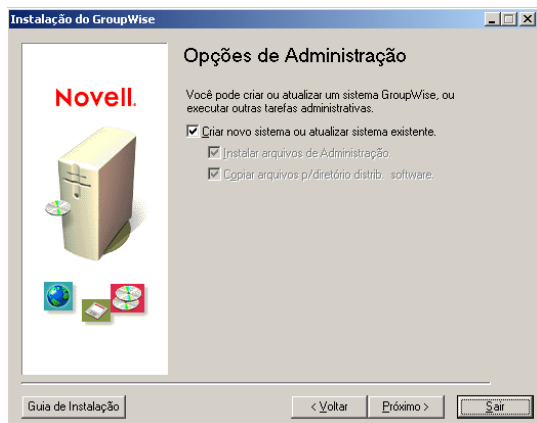 Instalação do GroupWise
Novell.
Opções de Administração
Você pode criar ou atualizar um sistema GroupWise, ou
executar outras tarefas administrativas.
Criar novo sistema ou atualizar sistema existente.
Instalar arquivos de Administração.
Copiar arquivos p/diretório distrib. software.
Guia de Instalação
< Voltar
Próximo >
Sair